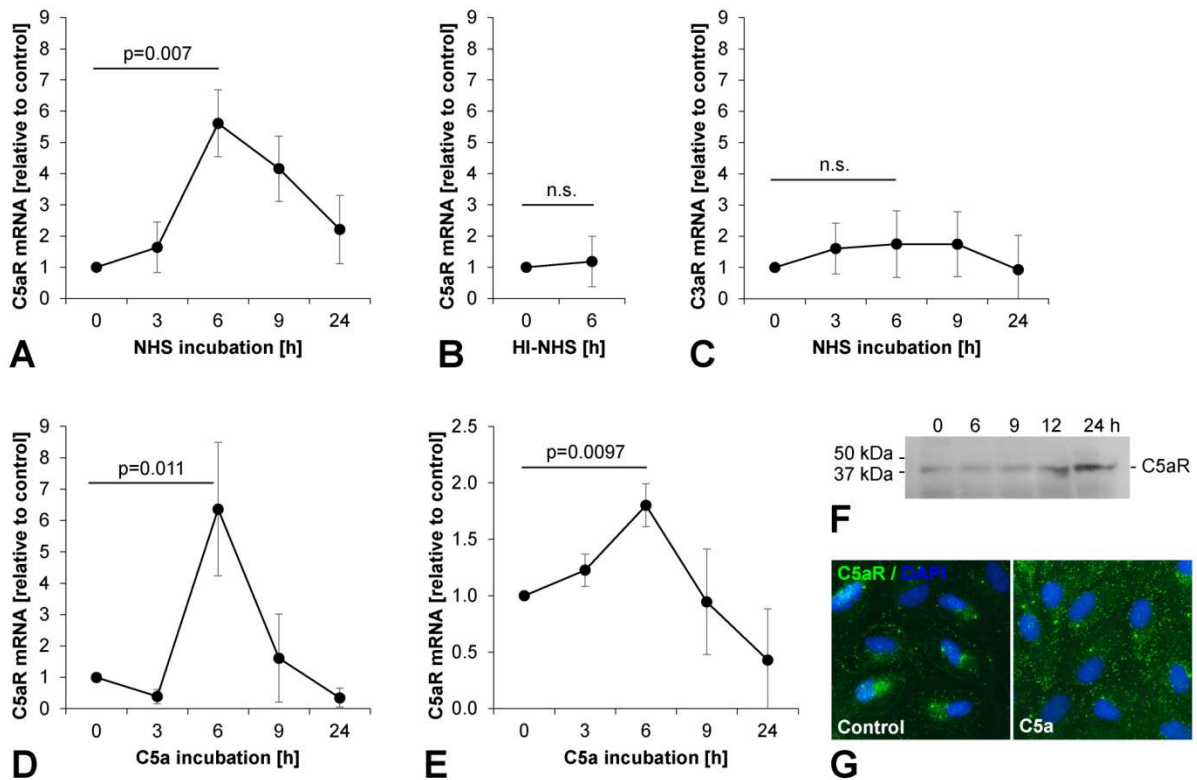 C5aR mRNA [relative to control]
9
8
7
6
5
4
3
2
1
0
p=0.007
0 3 6 9 24
NHS incubation [h]
A
C5aR mRNA [relative to control]
9
8
7
6
5
4
3
2
1
0
n.s.
0 6
HI-NHS [h]
B
C3aR mRNA [relative to control]
9
8
7
6
5
4
3
2
1
0
n.s.
0 3 6 9 24
NHS incubation [h]
C
C5aR mRNA [relative to control]
9
8
7
6
5
4
3
2
1
0
p=0.011
0 3 6 9 24
C5a incubation [h]
D
C5aR mRNA [relative to control]
2.5
2.0
1.5
1.0
0.5
0.0
p=0.0097
0 3 6 9 24
C5a incubation [h]
E
0 6 9 12 24 h
50 kDa -
37 kDa -
- C5aR
F
C5aR / DAPI
Control
C5a
G